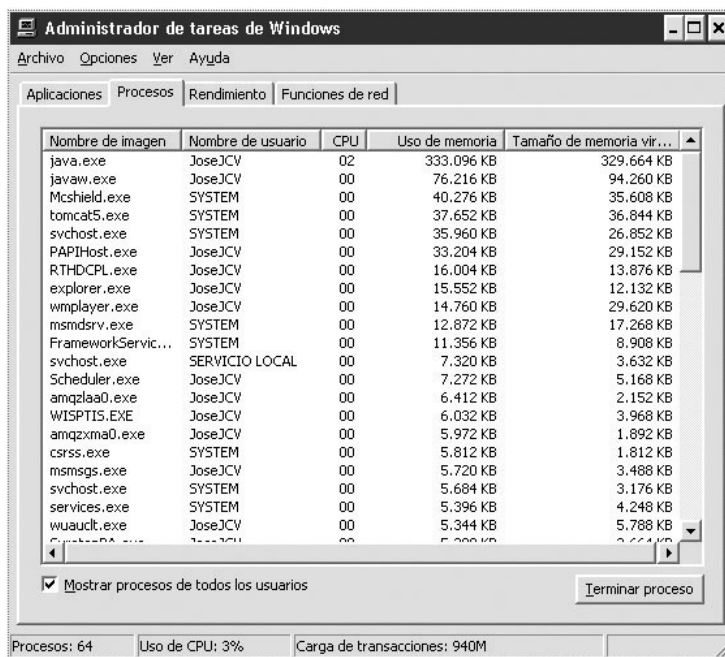 Administrador de tareas de Windows
Archivo Opciones Ver Ayuda
Aplicaciones Procesos Rendimiento Funciones de red
Nombre de imagen Nombre de usuario CPU Uso de memoria Tamaño de memoria vir...
java.exe JoseJCV 02 333.096 KB 329.664 KB
javaw.exe JoseJCV 00 76.216 KB 94.260 KB
Mcshield.exe SYSTEM 00 40.276 KB 35.608 KB
tomcat5.exe SYSTEM 00 37.652 KB 36.844 KB
svchost.exe SYSTEM 00 35.960 KB 26.852 KB
PAPIHost.exe JoseJCV 00 33.204 KB 29.152 KB
RTHDCPL.exe JoseJCV 00 16.004 KB 13.876 KB
explorer.exe JoseJCV 00 15.552 KB 12.132 KB
wmplayer.exe JoseJCV 00 14.760 KB 29.620 KB
msmdsrv.exe SYSTEM 00 12.872 KB 17.268 KB
FrameworkServic... SYSTEM 00 11.356 KB 8.908 KB
svchost.exe SERVICIO LOCAL 00 7.320 KB 3.632 KB
Scheduler.exe JoseJCV 00 7.272 KB 5.168 KB
amqzlaa0.exe JoseJCV 00 6.412 KB 2.152 KB
WISPTIS.EXE JoseJCV 00 6.032 KB 3.968 KB
amqzxma0.exe JoseJCV 00 5.972 KB 1.892 KB
csrss.exe SYSTEM 00 5.812 KB 1.812 KB
msmsgs.exe JoseJCV 00 5.720 KB 3.488 KB
svchost.exe SYSTEM 00 5.684 KB 3.176 KB
services.exe SYSTEM 00 5.396 KB 4.248 KB
wuauclt.exe JoseJCV 00 5.344 KB 5.788 KB
Mostrar procesos de todos los usuarios
Terminar proceso
Procesos: 64 Uso de CPU: 3% Carga de transacciones: 940M